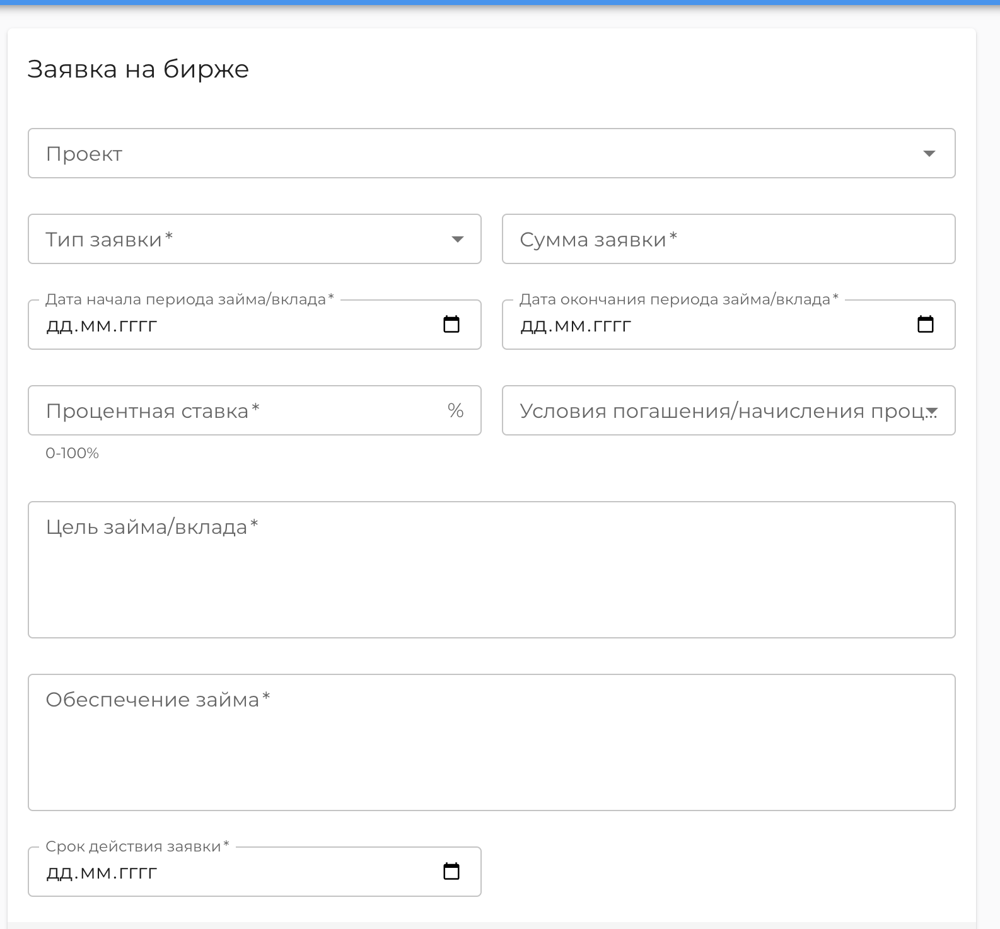 Заявка на бирже
Проект
Тип заявки*
Сумма заявки*
Дата начала периода займа/вклада*
дд.мм.гггг
Дата окончания периода займа/вклада*
дд.мм.гггг
Процентная ставка*
%
Условия погашения/начисления проц...
0-100%
Цель займа/вклада*
Обеспечение займа*
Срок действия заявки*
дд.мм.гггг